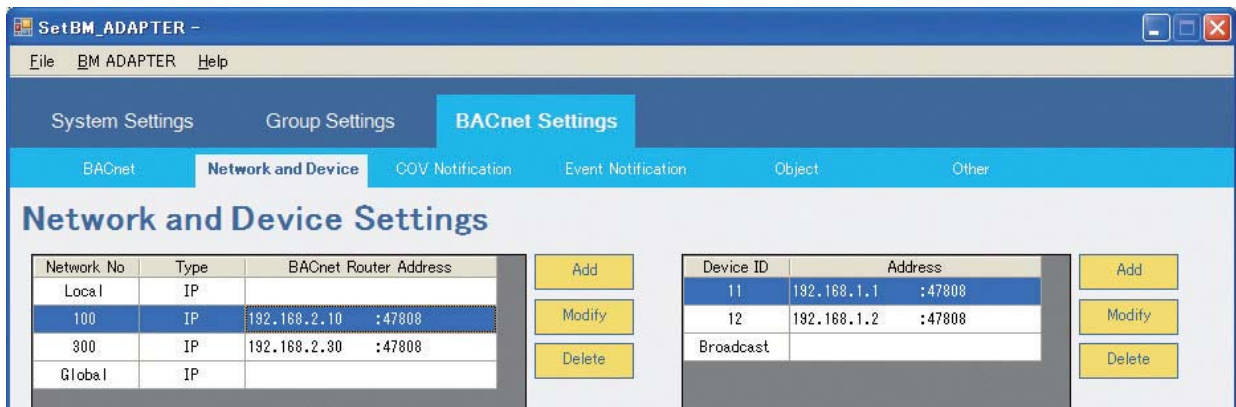 SetBM_ADAPTER -
File BM ADAPTER Help
System Settings Group Settings BACnet Settings
BACnet Network and Device COV Notification Event Notification Object Other
Network and Device Settings
Network No Type BACnet Router Address
Local IP
100 IP 192.168.2.10 :47808
300 IP 192.168.2.30 :47808
Global IP
Add
Modify
Delete
Device ID Address
11 192.168.1.1 :47808
12 192.168.1.2 :47808
Broadcast
Add
Modify
Delete